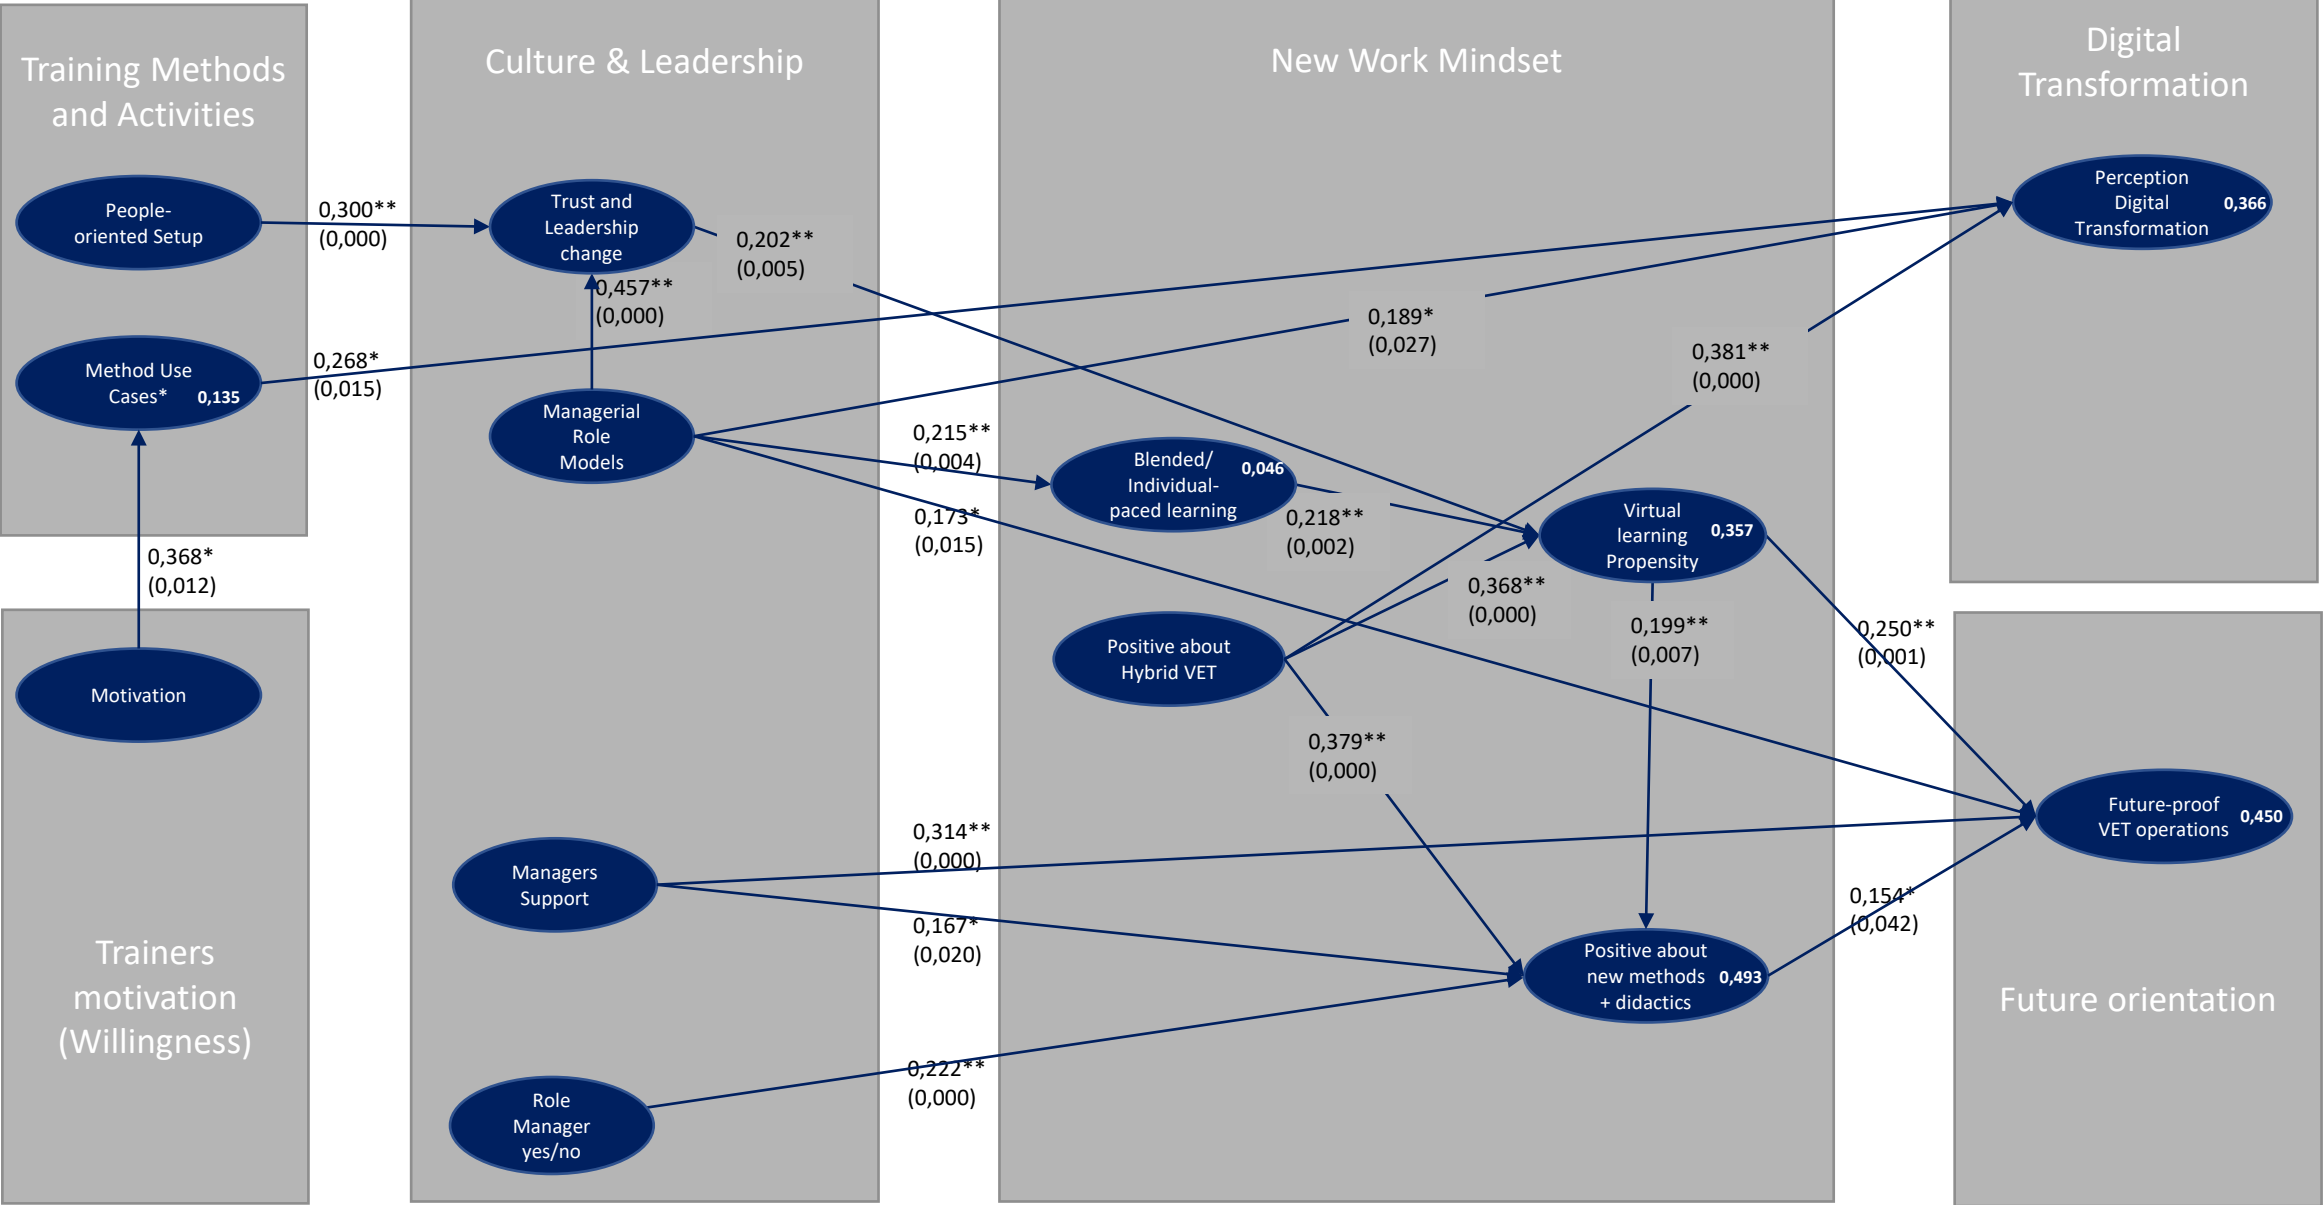 Training Methods
and Activities
People-
oriented Setup
Method Use
Cases*
0,135
0,368*
(0,012)
Motivation
Trainers
motivation
(Willingness)
0,300**
(0,000)
0,268*
(0,015)
Culture & Leadership
Trust and
Leadership
change
0,202**
(0,005)
0,457**
(0,000)
Managerial
Role
Models
Managers
Support
Role
Manager
yes/no
0,215**
(0,004)
0,173*
(0,015)
0,314**
(0,000)
0,167*
(0,020)
0,222**
(0,000)
New Work Mindset
0,189*
(0,027)
0,381**
(0,000)
Blended/
Individual-
paced learning
0,046
0,218**
(0,002)
Virtual
learning
Propensity
0,357
0,368**
(0,000)
Positive about
Hybrid VET
0,199**
(0,007)
0,379**
(0,000)
Positive about
new methods
+ didactics
0,493
0,250**
(0,001)
0,154*
(0,042)
Digital
Transformation
Perception
Digital
Transformation
0,366
Future-proof
VET operations
0,450
Future orientation